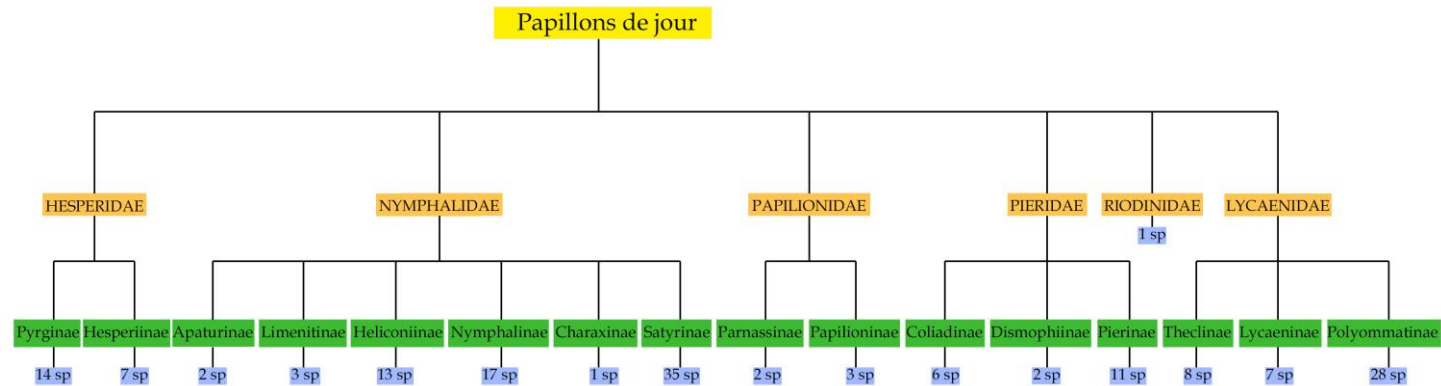 Papillons de jour
HESPERIDAE NYMPHALIDAE PAPILIONIDAE PIERIDAE RIODINIDAE LYCAENIDAE
1 sp
Pyrginae Hesperiinae Apaturinae Limenitinae Heliconiinae Nymphalinae Charaxinae Satyrinae Parnassinae Papilioninae Coliadinae Dismophiinae Pierinae Theclinae Lycaeninae Polyommatinae
14 sp 7 sp 2 sp 3 sp 13 sp 17 sp 1 sp 35 sp 2 sp 3 sp 6 sp 2 sp 11 sp 8 sp 7 sp 28 sp